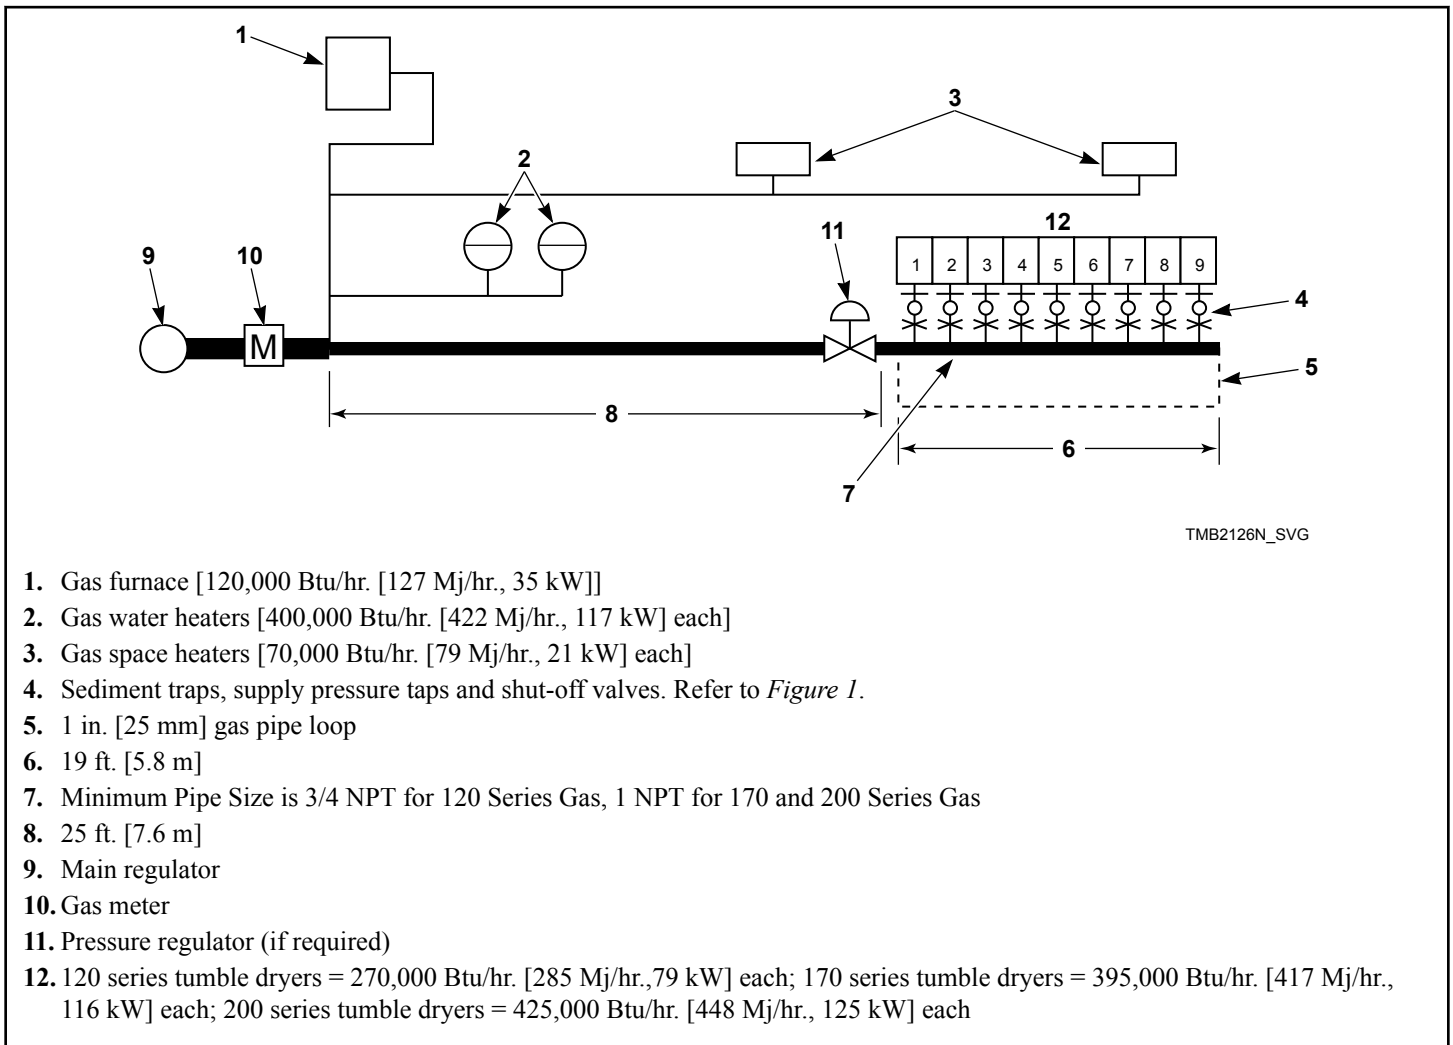 1
3
2
12
11
9
10
1 2 3 4 5 6 7 8 9
4
M
5
8
6
7
TMB2126N_SVG
1. Gas furnace [120,000 Btu/hr. [127 Mj/hr., 35 kW]]
2. Gas water heaters [400,000 Btu/hr. [422 Mj/hr., 117 kW] each]
3. Gas space heaters [70,000 Btu/hr. [79 Mj/hr., 21 kW] each]
4. Sediment traps, supply pressure taps and shut-off valves. Refer to Figure 1.
5. 1 in. [25 mm] gas pipe loop
6. 19 ft. [5.8 m]
7. Minimum Pipe Size is 3/4 NPT for 120 Series Gas, 1 NPT for 170 and 200 Series Gas
8. 25 ft. [7.6 m]
9. Main regulator
10. Gas meter
11. Pressure regulator (if required)
12. 120 series tumble dryers = 270,000 Btu/hr. [285 Mj/hr.,79 kW] each; 170 series tumble dryers = 395,000 Btu/hr. [417 Mj/hr.,
116 kW] each; 200 series tumble dryers = 425,000 Btu/hr. [448 Mj/hr., 125 kW] each